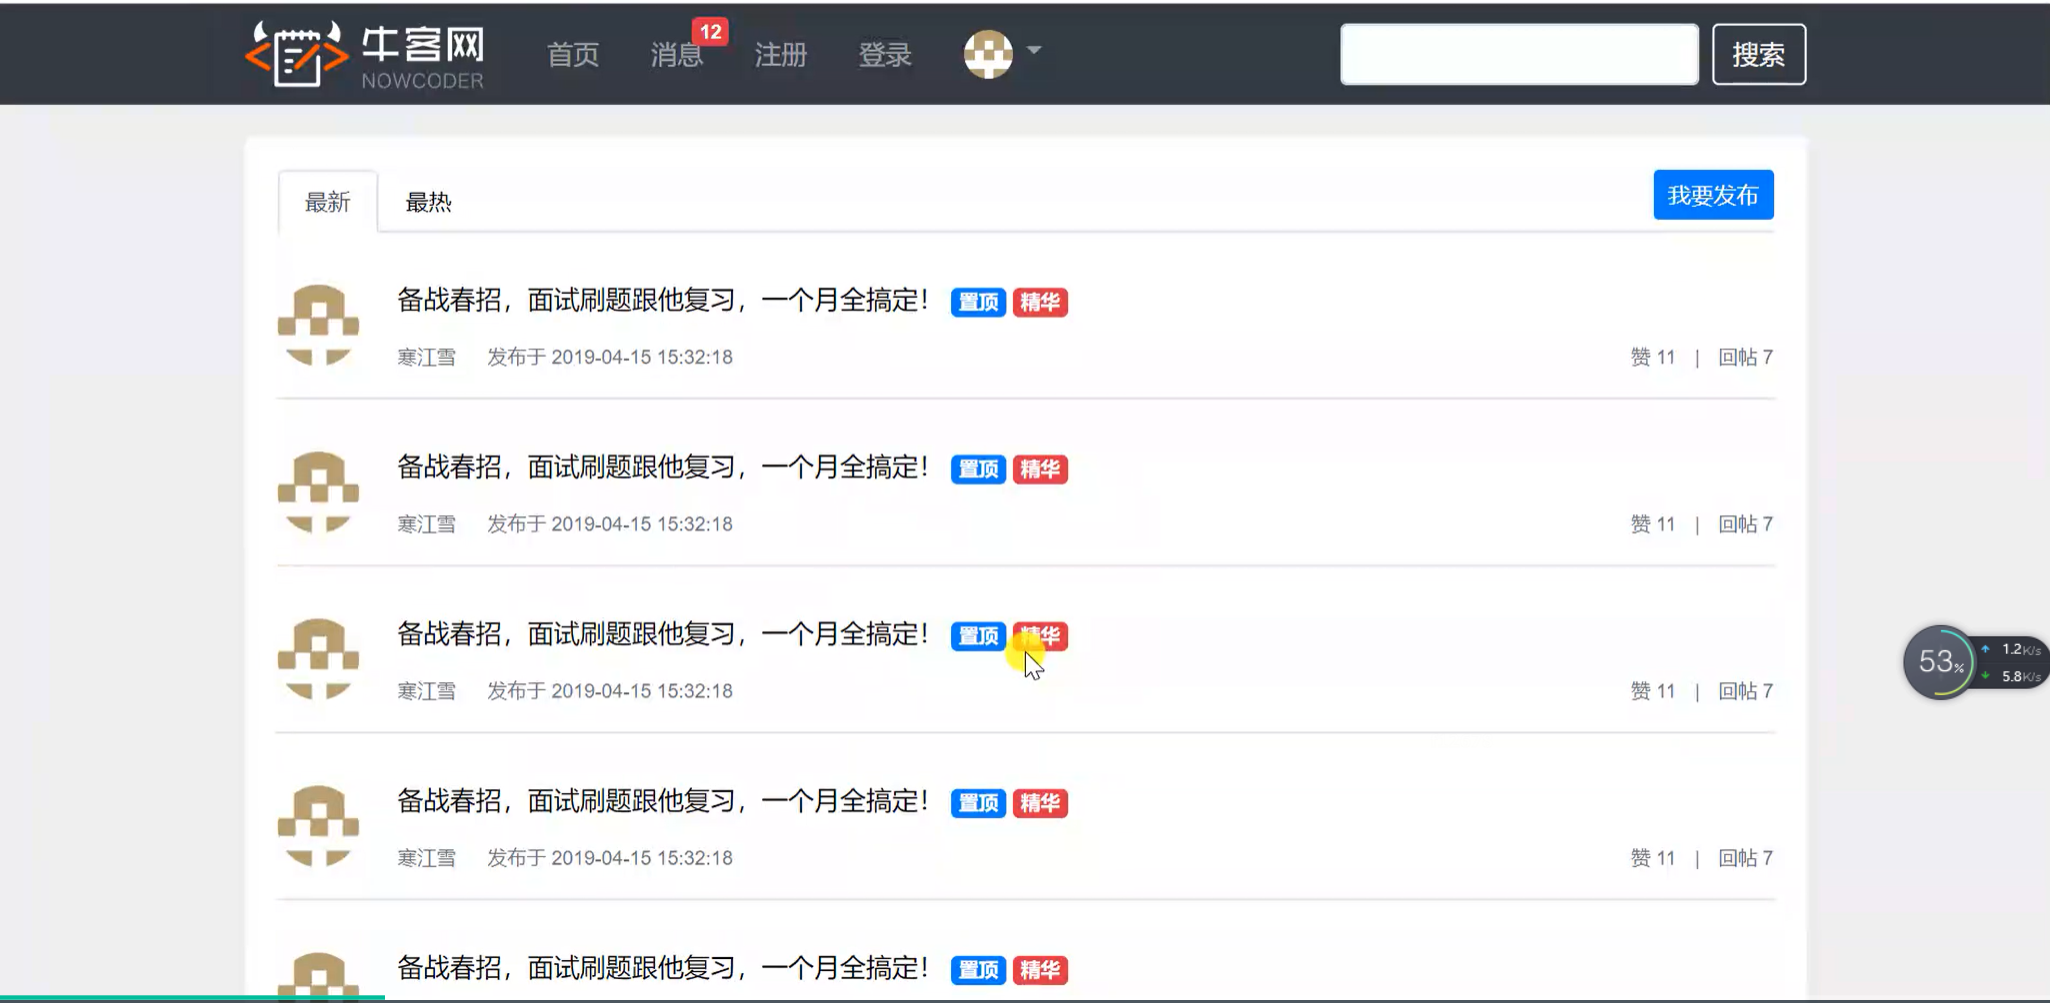 牛客网
NOWCODER
首页 消息 12 注册 登录
搜索
最新 最热 我要发布
备战春招，面试刷题跟他复习，一个月全搞定！ 置顶 精华
寒江雪 发布于 2019-04-15 15:32:18 赞 11 | 回帖 7
备战春招，面试刷题跟他复习，一个月全搞定！ 置顶 精华
寒江雪 发布于 2019-04-15 15:32:18 赞 11 | 回帖 7
备战春招，面试刷题跟他复习，一个月全搞定！ 置顶 精华
寒江雪 发布于 2019-04-15 15:32:18 赞 11 | 回帖 7
53% 1.2K/s
5.8K/s
备战春招，面试刷题跟他复习，一个月全搞定！ 置顶 精华
寒江雪 发布于 2019-04-15 15:32:18 赞 11 | 回帖 7
备战春招，面试刷题跟他复习，一个月全搞定！ 置顶 精华